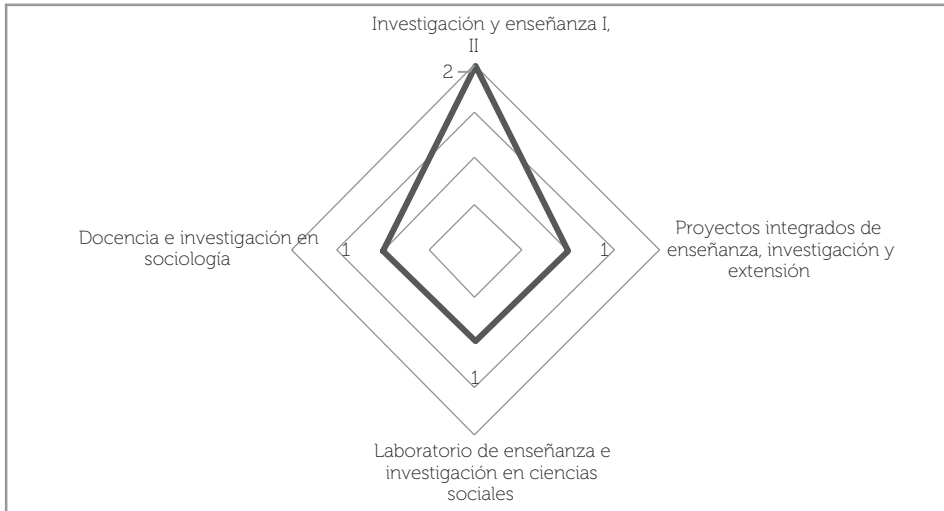 Investigación y enseñanza I,
II
2
Docencia e investigación en
sociología
1
1
Proyectos integrados de
enseñanza, investigación y
extensión
1
Laboratorio de enseñanza e
investigación en ciencias
sociales